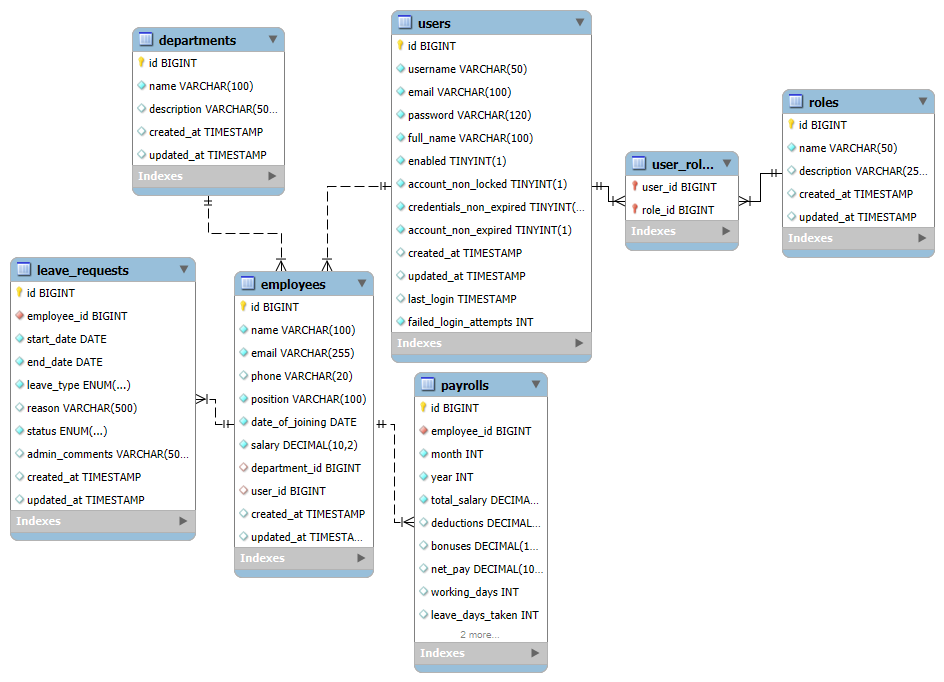 departments
id BIGINT
name VARCHAR(100)
description VARCHAR(50...
created_at TIMESTAMP
updated_at TIMESTAMP
Indexes
users
id BIGINT
username VARCHAR(50)
email VARCHAR(100)
password VARCHAR(120)
full_name VARCHAR(100)
enabled TINYINT(1)
account_non_locked TINYINT(1)
credentials_non_expired TINYINT(...
account_non_expired TINYINT(1)
created_at TIMESTAMP
updated_at TIMESTAMP
last_login TIMESTAMP
failed_login_attempts INT
Indexes
user_rol...
user_id BIGINT
role_id BIGINT
Indexes
roles
id BIGINT
name VARCHAR(50)
description VARCHAR(25...
created_at TIMESTAMP
updated_at TIMESTAMP
Indexes
leave_requests
id BIGINT
employee_id BIGINT
start_date DATE
end_date DATE
leave_type ENUM(...)
reason VARCHAR(500)
status ENUM(...)
admin_comments VARCHAR(50...
created_at TIMESTAMP
updated_at TIMESTAMP
Indexes
employees
id BIGINT
name VARCHAR(100)
email VARCHAR(255)
phone VARCHAR(20)
position VARCHAR(100)
date_of_joining DATE
salary DECIMAL(10,2)
department_id BIGINT
user_id BIGINT
created_at TIMESTAMP
updated_at TIMESTA...
Indexes
payrolls
id BIGINT
employee_id BIGINT
month INT
year INT
total_salary DECIMA...
deductions DECIMAL...
bonuses DECIMAL(1...
net_pay DECIMAL(10...
working_days INT
leave_days_taken INT
2 more...
Indexes